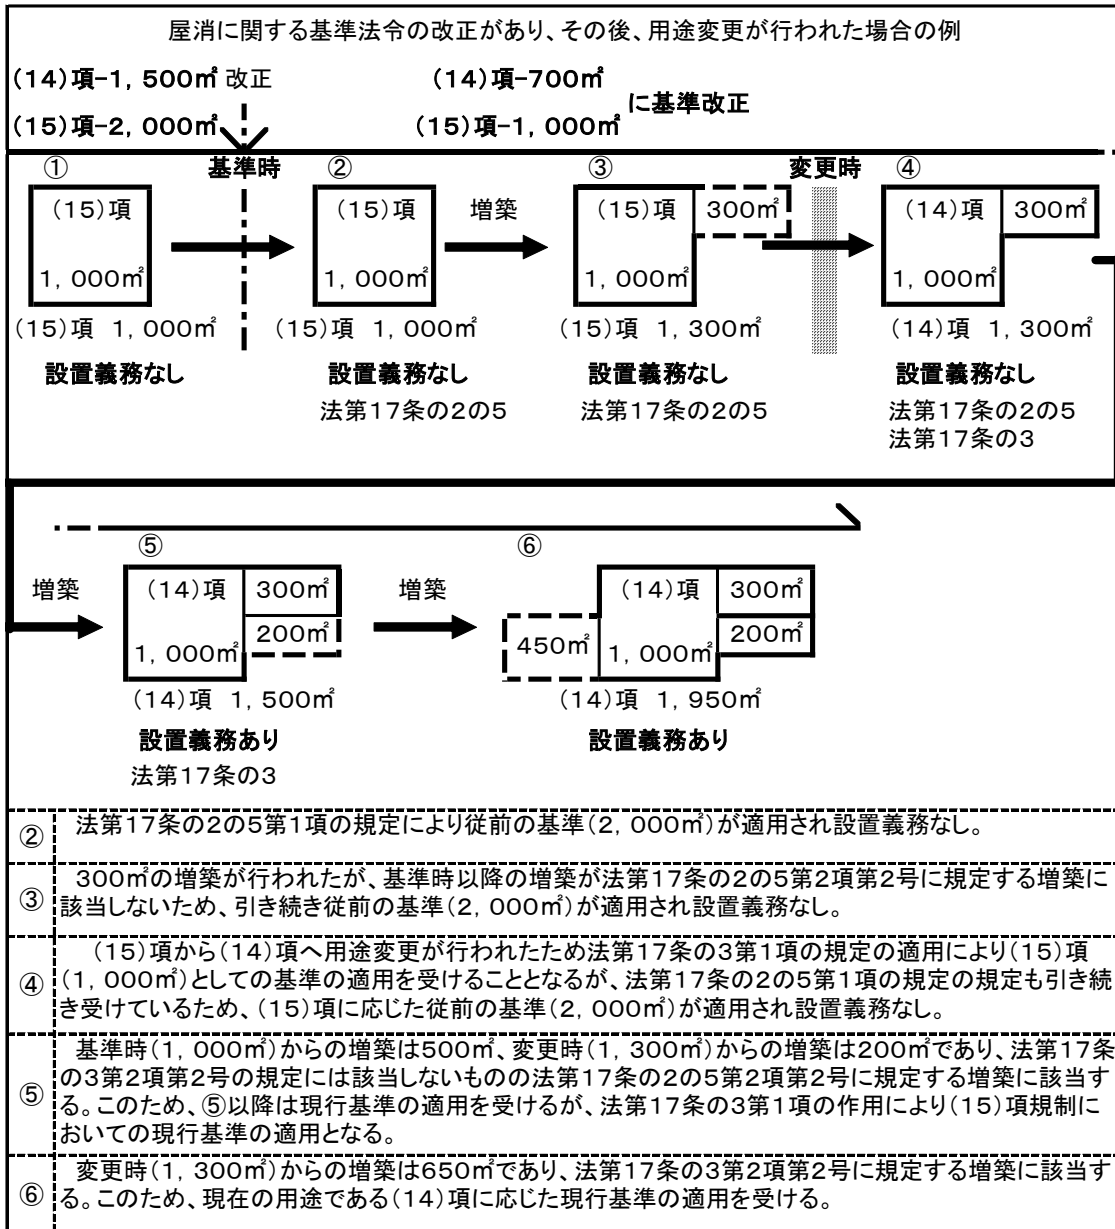 屋消に関する基準法令の改正があり、その後、用途変更が行われた場合の例
(14)項-1,500㎡ 改正 (14)項-700㎡
に基準改正
(15)項-2,000㎡ (15)項-1,000㎡
① 基準時 ② ③ 変更時 ④
(15)項 (15)項 増築 (15)項 300㎡ (14)項 300㎡
1,000㎡ 1,000㎡ 1,000㎡ 1,000㎡
(15)項 1,000㎡ (15)項 1,000㎡ (15)項 1,300㎡ (14)項 1,300㎡
設置義務なし 設置義務なし 設置義務なし 設置義務なし
法第17条の2の5 法第17条の2の5 法第17条の2の5
法第17条の3
⑤ ⑥
増築 (14)項 300㎡ 増築 (14)項 300㎡
200㎡ 200㎡
1,000㎡ 450㎡ 1,000㎡
(14)項 1,500㎡ (14)項 1,950㎡
設置義務あり 設置義務あり
法第17条の3
② 法第17条の2の5第1項の規定により従前の基準(2,000㎡)が適用され設置義務なし。
③ 300㎡の増築が行われたが、基準時以降の増築が法第17条の2の5第2項第2号に規定する増築に
該当しないため、引き続き従前の基準(2,000㎡)が適用され設置義務なし。
④ (15)項から(14)項へ用途変更が行われたため法第17条の3第1項の規定の適用により(15)項
(1,000㎡)としての基準の適用を受けることとなるが、法第17条の2の5第1項の規定の規定も引き続
き受けているため、(15)項に応じた従前の基準(2,000㎡)が適用され設置義務なし。
⑤ 基準時(1,000㎡)からの増築は500㎡、変更時(1,300㎡)からの増築は200㎡であり、法第17条
の3第2項第2号の規定には該当しないものの法第17条の2の5第2項第2号に規定する増築に該当す
る。このため、⑤以降は現行基準の適用を受けるが、法第17条の3第1項の作用により(15)項規制に
おいての現行基準の適用となる。
⑥ 変更時(1,300㎡)からの増築は650㎡であり、法第17条の3第2項第2号に規定する増築に該当す
る。このため、現在の用途である(14)項に応じた現行基準の適用を受ける。